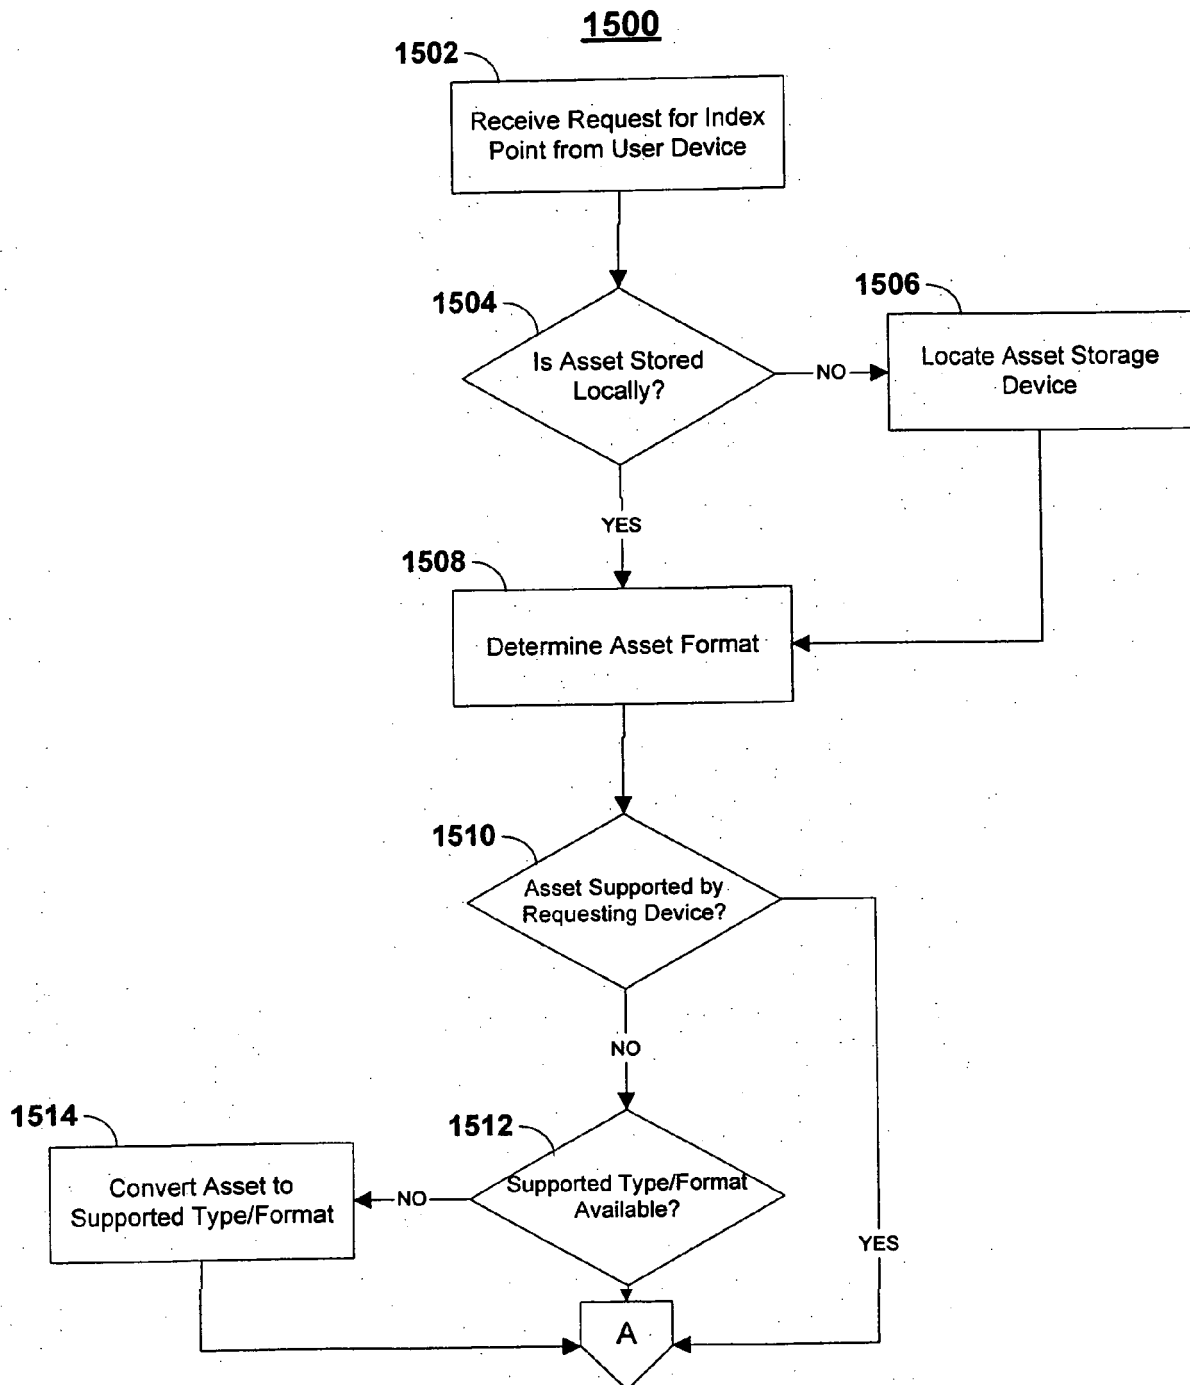 1500
1502
Receive Request for Index
Point from User Device
1504
Is Asset Stored
Locally?
NO
1506
Locate Asset Storage
Device
YES
1508
Determine Asset Format
1510
Asset Supported by
Requesting Device?
NO
1512
Supported Type/Format
Available?
NO
1514
Convert Asset to
Supported Type/Format
YES
A